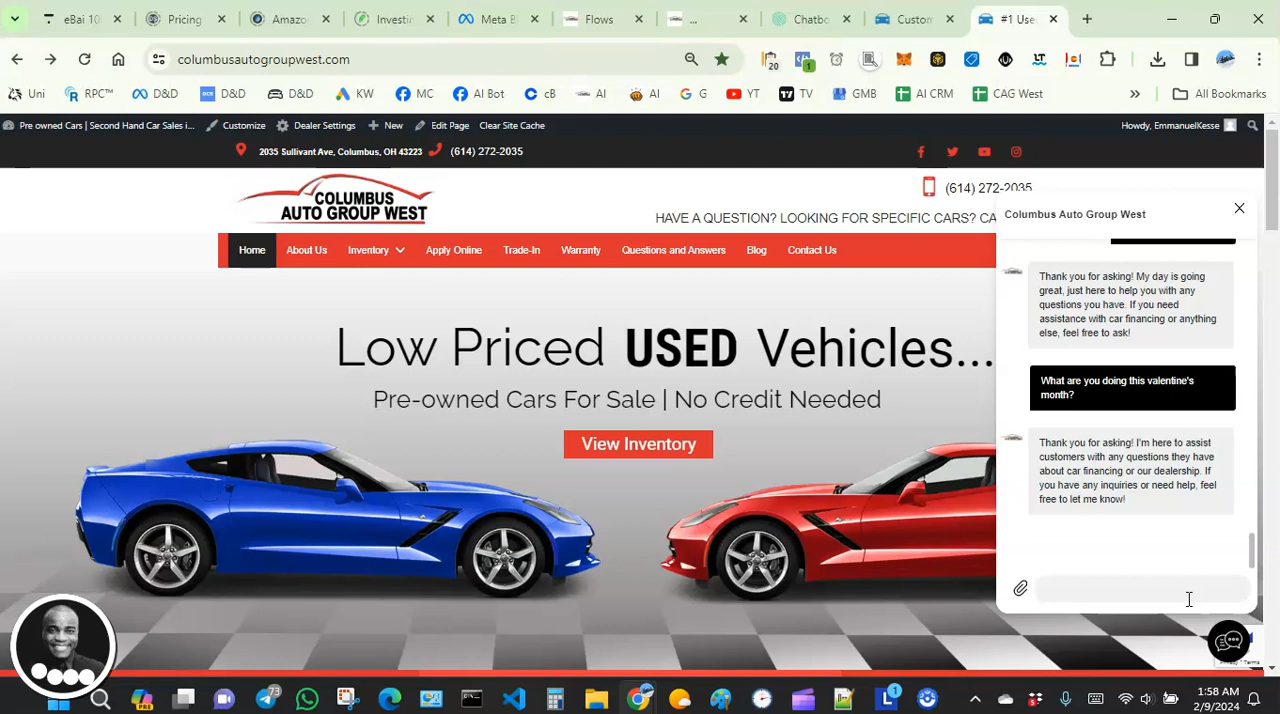 eBai 10
Pricing
Amazo
Investin
Meta B
Flows
...
Chatb
Custom
#1 Use
columbusautogroupwest.com
20
1
Uni
RPC™
D&D
D&D
D&D
KW
MC
AI Bot
cB
AI
AI
G
YT
TV
GMB
AI CRM
CAG West
All Bookmarks
Pre owned Cars | Second Hand Car Sales i...
Customize
Dealer Settings
New
Edit Page
Clear Site Cache
Howdy, EmmanuelKesse
2035 Sullivant Ave, Columbus, OH 43223
(614) 272-2035
COLUMBUS
AUTO GROUP WEST
(614) 272-2035
HAVE A QUESTION? LOOKING FOR SPECIFIC CARS? CA
Home
About Us
Inventory
Apply Online
Trade-In
Warranty
Questions and Answers
Blog
Contact Us
Low Priced USED Vehicles...
Pre-owned Cars For Sale | No Credit Needed
View Inventory
Columbus Auto Group West
Thank you for asking! My day is going
great, just here to help you with any
questions you have. If you need
assistance with car financing or anything
else, feel free to ask!
What are you doing this valentine's
month?
Thank you for asking! I'm here to assist
customers with any questions they have
about car financing or our dealership. If
you have any inquiries or need help, feel
free to let me know!
73
1
1:58 AM
2/9/2024